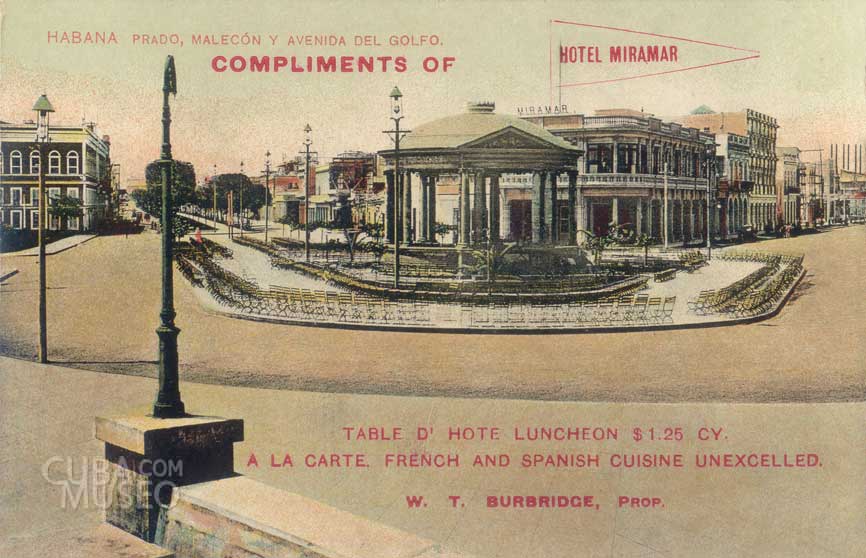 HABANA PRADO, MALECÓN Y AVENIDA DEL GOLFO.
COMPLIMENTS OF
HOTEL MIRAMAR
MIRAMAR
TABLE D' HOTE LUNCHEON $1.25 CY.
À LA CARTE. FRENCH AND SPANISH CUISINE UNEXCELLED.
W. T. BURBRIDGE, PROP.
CUBA.COM
MUSEO